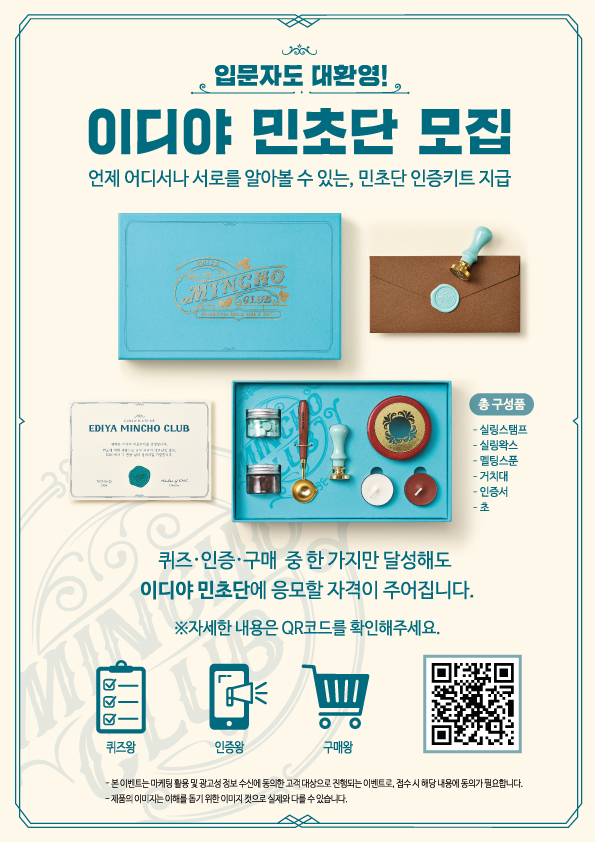 입문자도 대환영!
이디야 민초단 모집
언제 어디서나 서로를 알아볼 수 있는, 민초단 인증키트 지급
EDIYA
MINCHO
CLUB
EDIYA MINCHO CLUB
MINCHO
CLUB
총 구성품
- 실링스탬프
- 실링왁스
- 멜팅스푼
- 거치대
- 인증서
- 초
퀴즈·인증·구매 중 한 가지만 달성해도
이디야 민초단에 응모할 자격이 주어집니다.
※자세한 내용은 QR코드를 확인해주세요.
MINCHO
CLUB
퀴즈왕
인증왕
구매왕
- 본 이벤트는 마케팅 활용 및 광고성 정보 수신에 동의한 고객 대상으로 진행되는 이벤트로, 접수 시 해당 내용에 동의가 필요합니다.
- 제품의 이미지는 이해를 돕기 위한 이미지 컷으로 실제와 다를 수 있습니다.